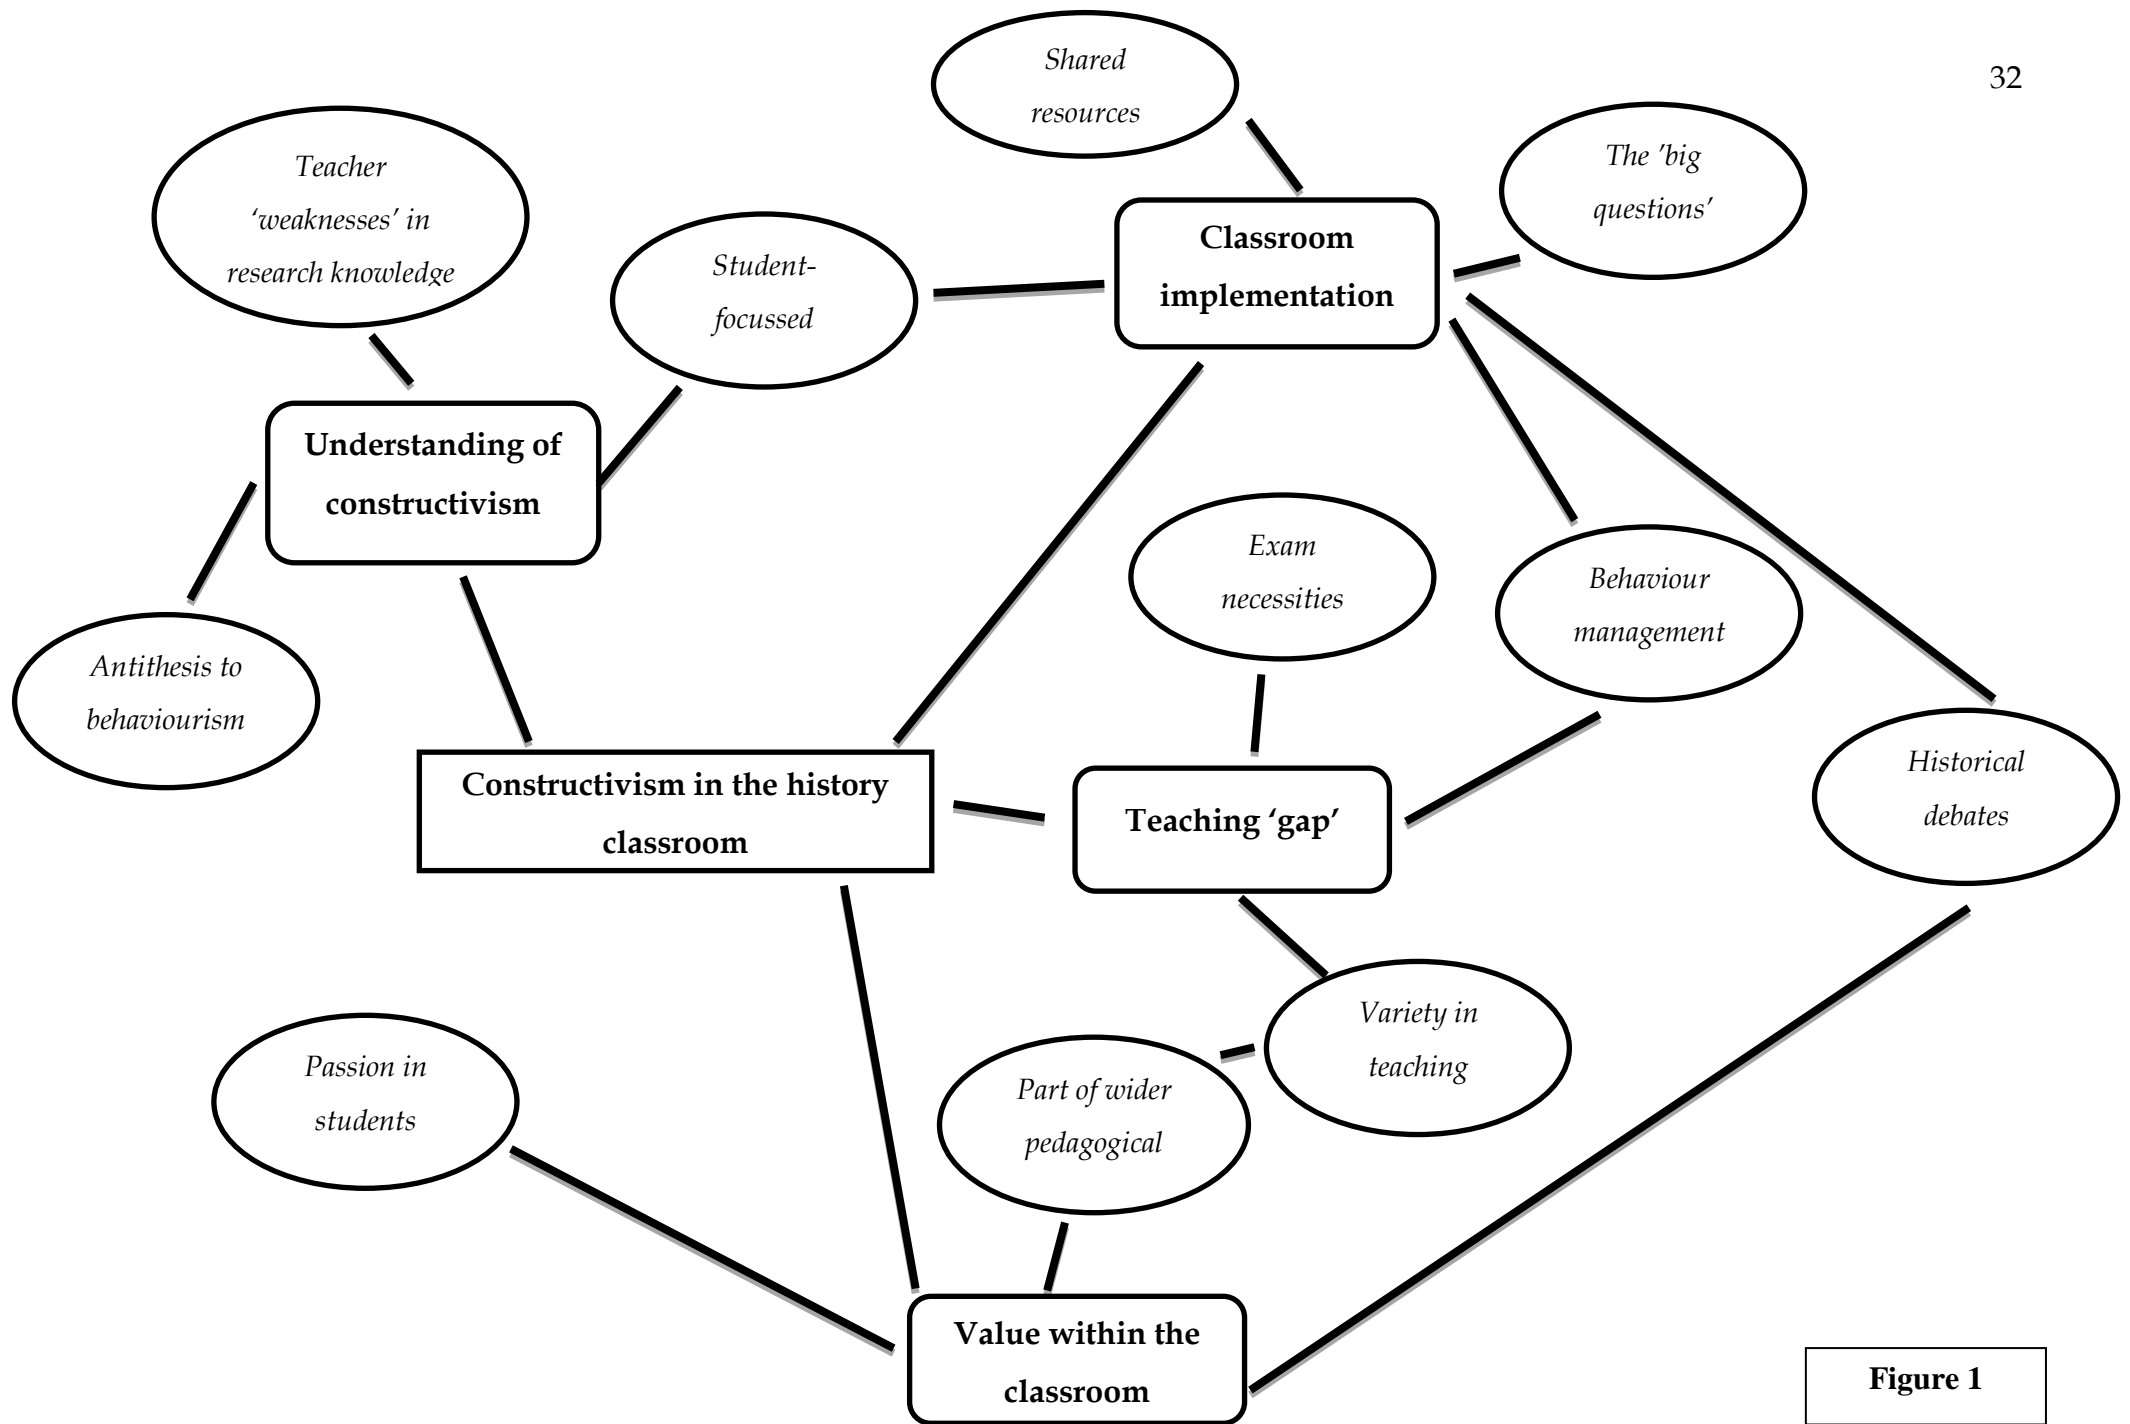 32
Shared
resources
The 'big
questions'
Teacher
‘weaknesses’ in
research knowledge
Student-
focussed
Classroom
implementation
Understanding of
constructivism
Exam
necessities
Behaviour
management
Antithesis to
behaviourism
Constructivism in the history
classroom
Teaching ‘gap’
Historical
debates
Variety in
teaching
Passion in
students
Part of wider
pedagogical
Value within the
classroom
Figure 1